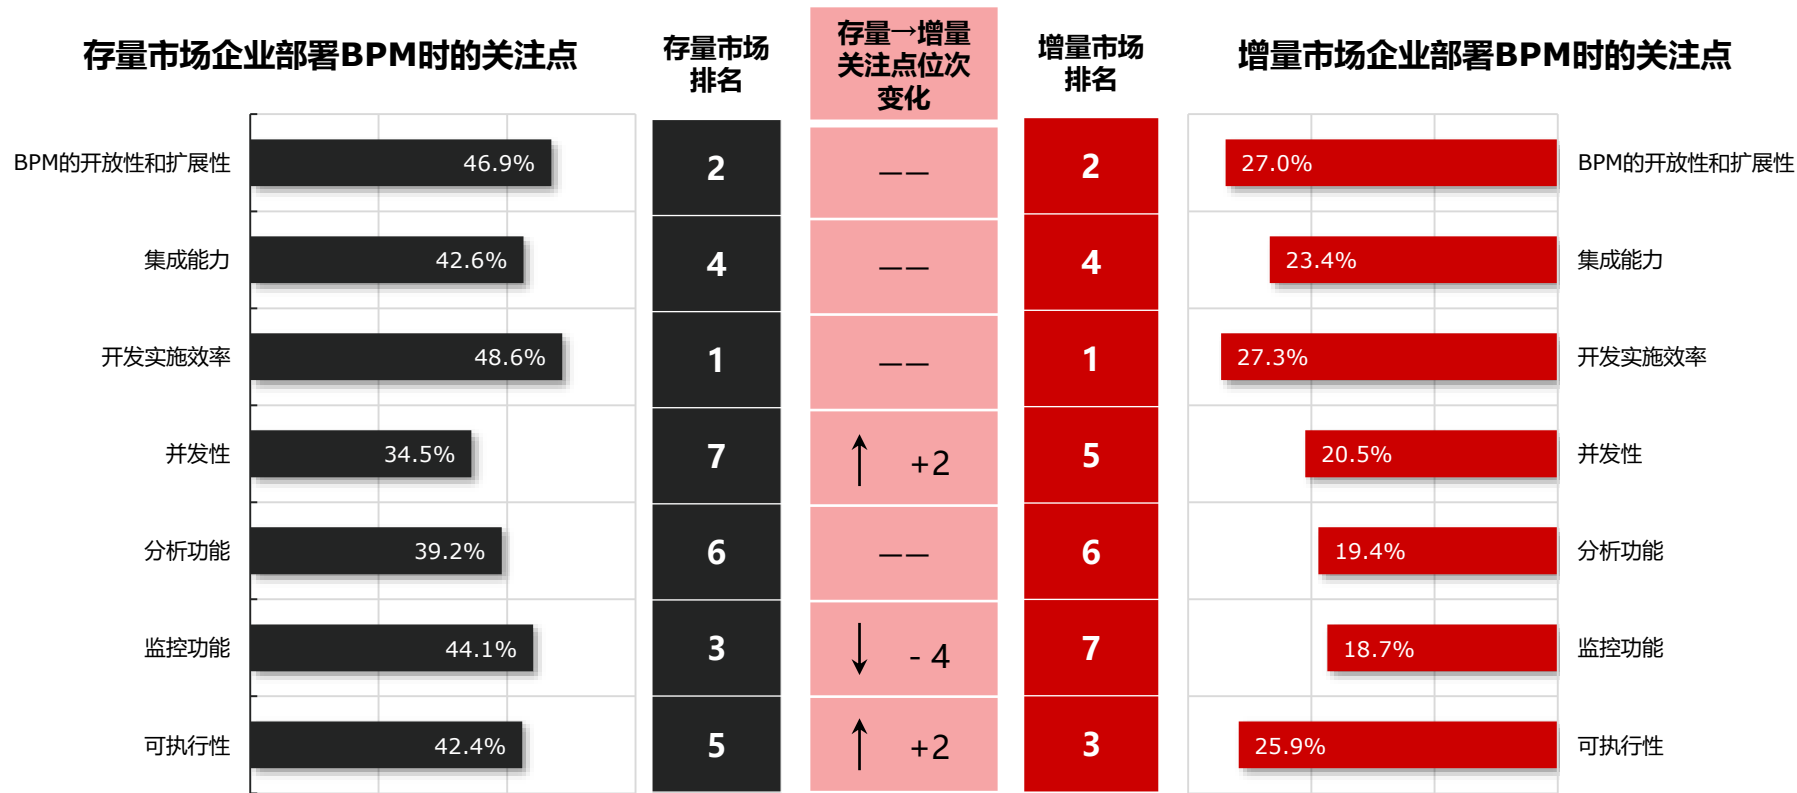 存量市场企业部署BPM时的关注点
存量市场
排名
存量→增量
关注点位次
变化
增量市场
排名
增量市场企业部署BPM时的关注点
BPM的开放性和扩展性
46.9%
2
——
2
27.0%
BPM的开放性和扩展性
集成能力
42.6%
4
——
4
23.4%
集成能力
开发实施效率
48.6%
1
——
1
27.3%
开发实施效率
并发性
34.5%
7
↑ +2
5
20.5%
并发性
分析功能
39.2%
6
——
6
19.4%
分析功能
监控功能
44.1%
3
↓ - 4
7
18.7%
监控功能
可执行性
42.4%
5
↑ +2
3
25.9%
可执行性